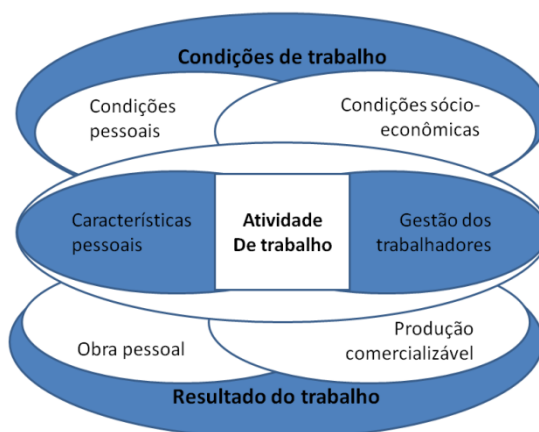 Condições de trabalho
Condições
pessoais
Condições sócio-
econômicas
Características
pessoais
Atividade
De trabalho
Gestão dos
trabalhadores
Obra pessoal
Produção
comercializável
Resultado do trabalho